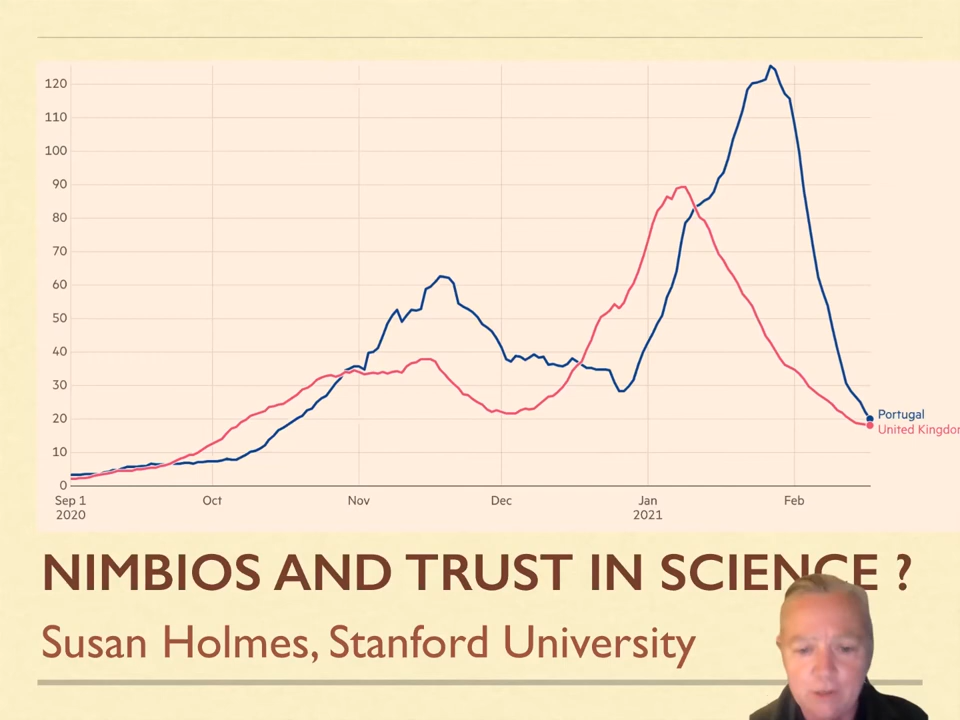 120
110
100
90
80
70
60
50
40
30
20
10
0
Portugal
United Kingdom
Sep 1 Oct Nov Dec Jan Feb
2020 2021
NIMBIOS AND TRUST IN SCIENCE ?
Susan Holmes, Stanford University